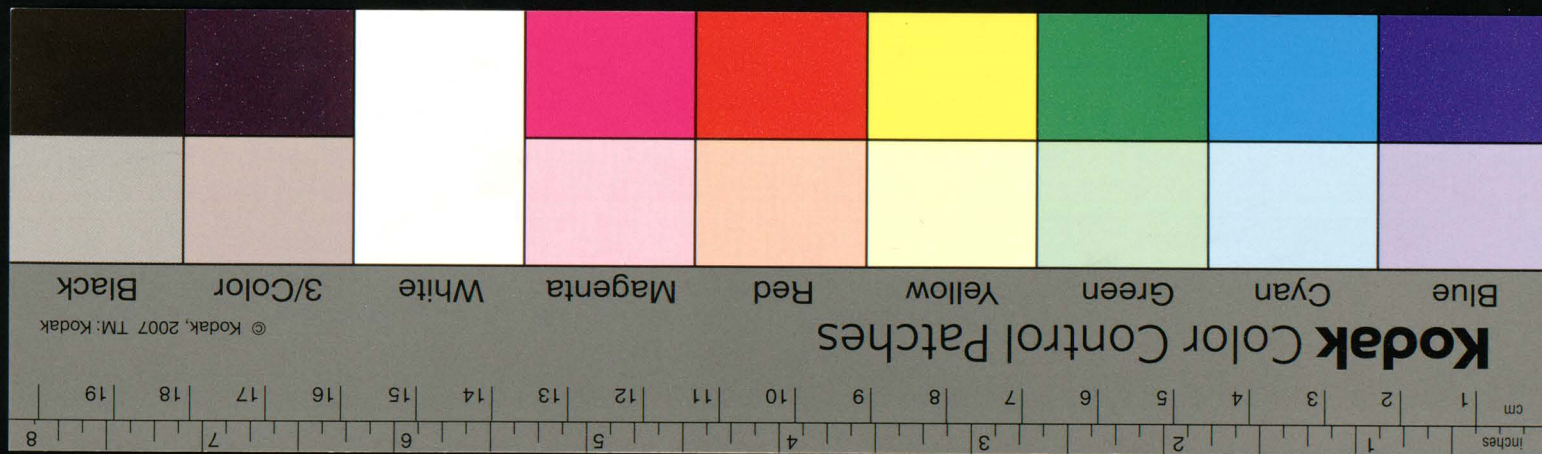 inches 1 2 3 4 5 6 7 8
cm 1 2 3 4 5 6 7 8 9 10 11 12 13 14 15 16 17 18 19
Kodak Color Control Patches
© Kodak, 2007 TM: Kodak
Blue Cyan Green Yellow Red Magenta White 3/Color Black